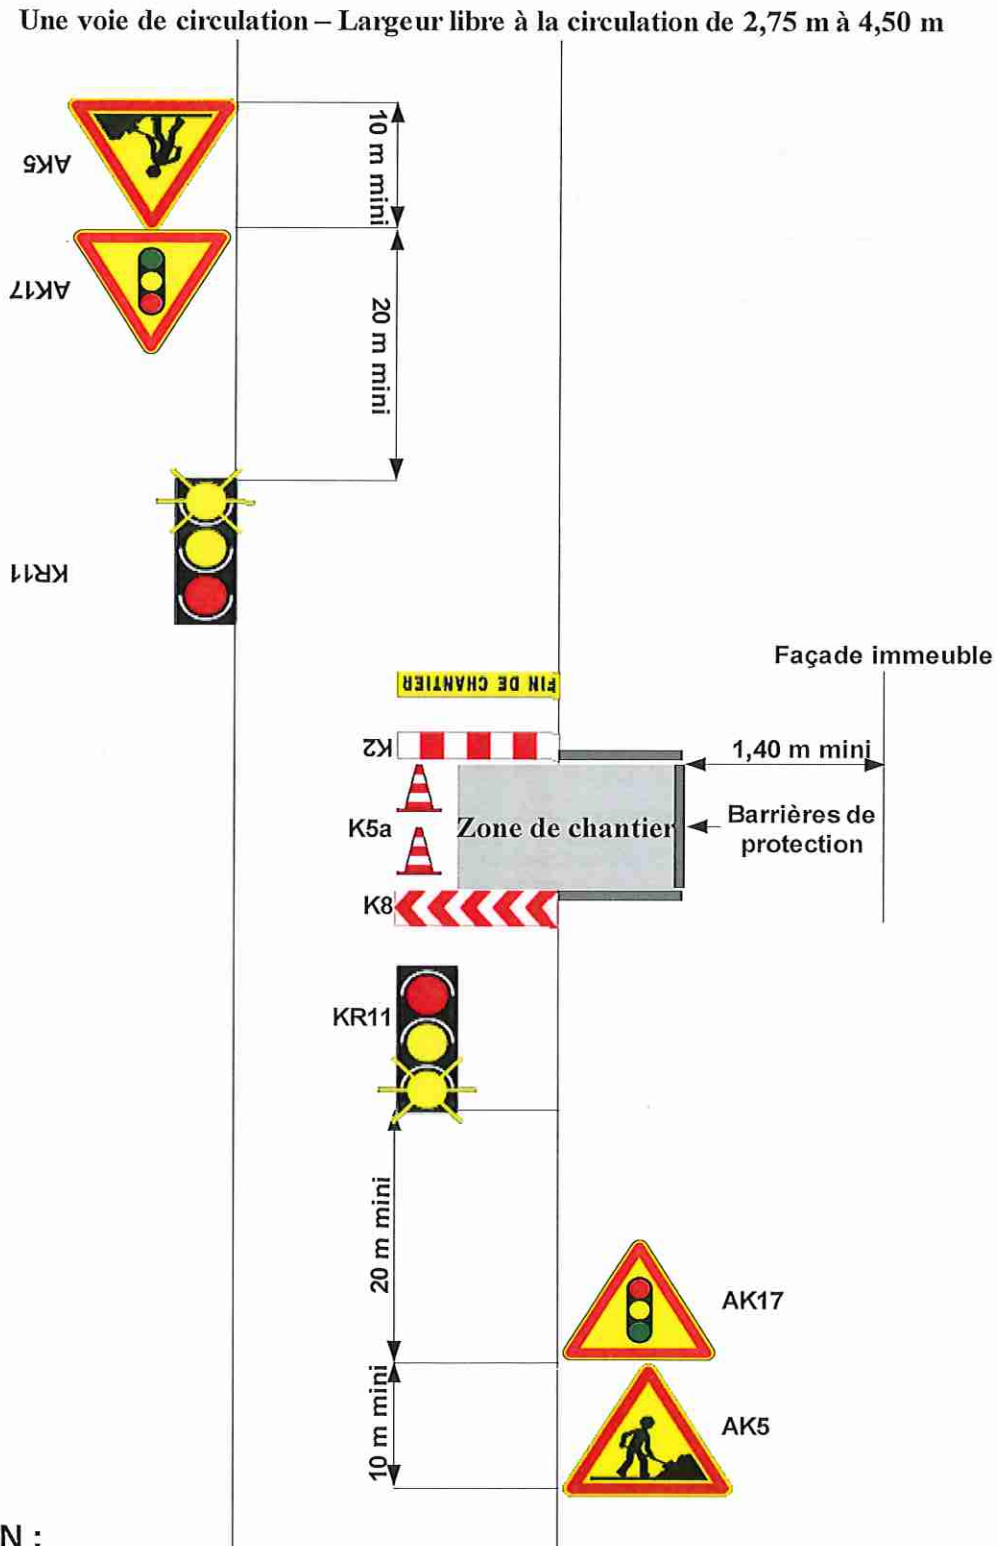 Une voie de circulation – Largeur libre à la circulation de 2,75 m à 4,50 m
AK5
10 m mini
AK17
20 m mini
KR11
FIN DE CHANTIER
Façade immeuble
K2
1,40 m mini
K5a
Zone de chantier
Barrières de
protection
K8
KR11
20 m mini
AK17
10 m mini
AK5
N :